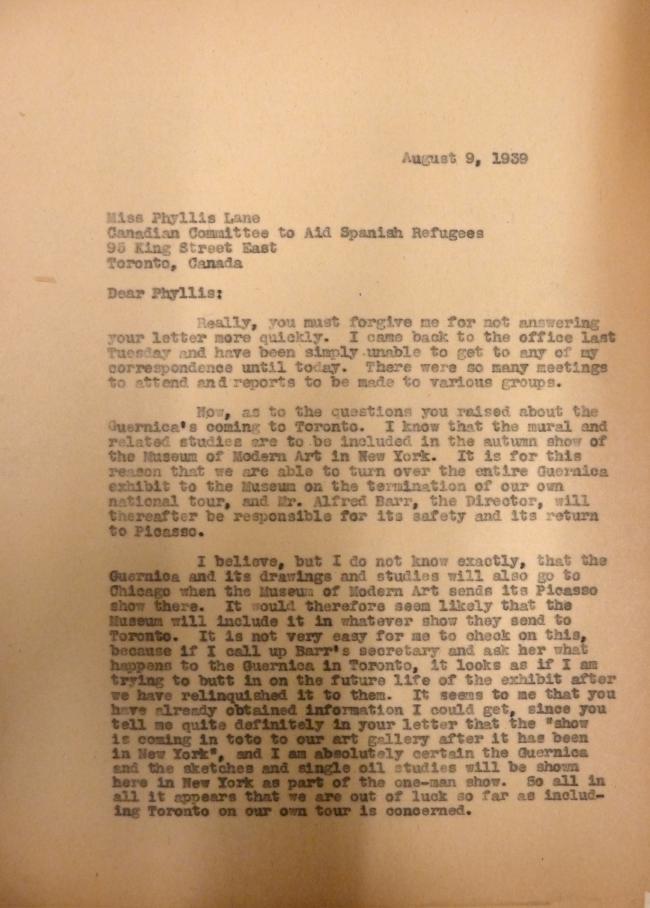 August 9, 1939
Miss Phyllis Lane
Canadian Committee to Aid Spanish Refugees
95 King Street East
Toronto, Canada
Dear Phyllis:
Really, you must forgive me for not answering
your letter more quickly. I came back to the office last
Tuesday and have been simply unable to get to any of my
correspondence until today. There were so many meetings
to attend and reports to be made to various groups.
Now, as to the questions you raised about the
Guernica's coming to Toronto. I know that the mural and
related studies are to be included in the autumn show of
the Museum of Modern Art in New York. It is for this
reason that we are able to turn over the entire Guernica
exhibit to the Museum on the termination of our own
national tour, and Mr. Alfred Barr, the Director, will
thereafter be responsible for its safety and its return
to Picasso.
I believe, but I do not know exactly, that the
Guernica and its drawings and studies will also go to
Chicago when the Museum of Modern Art sends its Picasso
show there. It would therefore seem likely that the
Museum will include it in whatever show they send to
Toronto. It is not very easy for me to check on this,
because if I call up Barr's secretary and ask her what
happens to the Guernica in Toronto, it looks as if I am
trying to butt in on the future life of the exhibit after
we have relinquished it to them. It seems to me that you
have already obtained information I could get, since you
tell me quite definitely in your letter that the "show
is coming in toto to our art gallery after it has been
in New York", and I am absolutely certain the Guernica
and the sketches and single oil studies will be shown
here in New York as part of the one-man show. So all in
all it appears that we are out of luck so far as includ-
ing Toronto on our own tour is concerned.